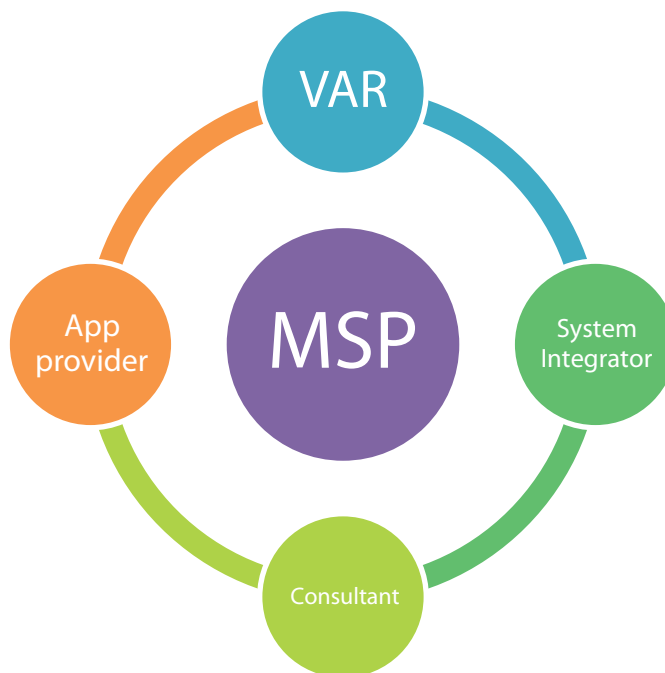 VAR
App
provider
MSP
System
Integrator
Consultant